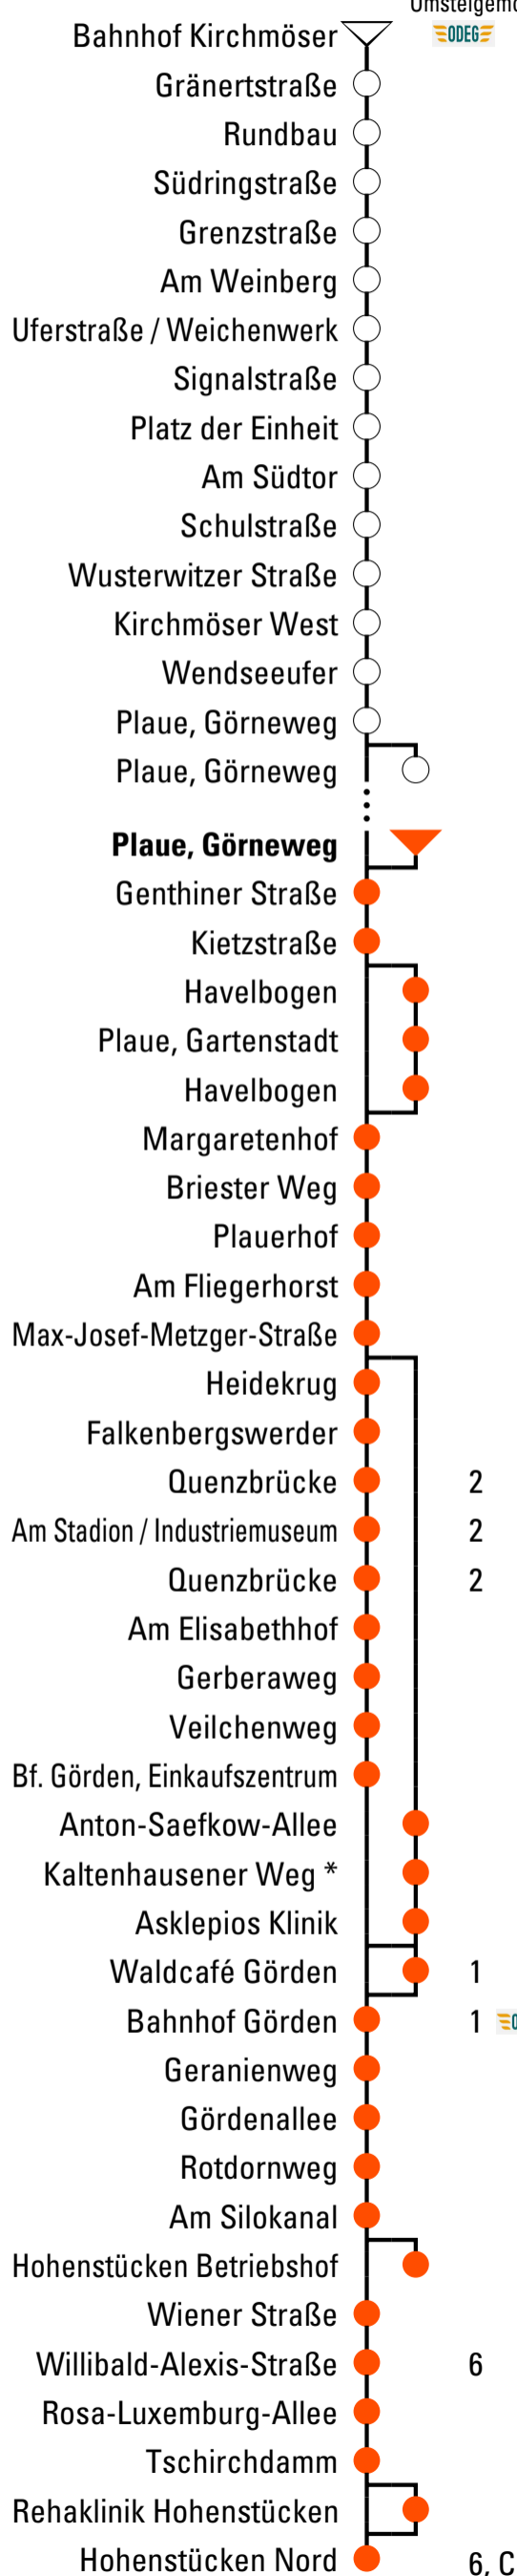 Bahnhof Kirchmöser ODEG
Gränertstraße
Rundbau
Südringstraße
Grenzstraße
Am Weinberg
Uferstraße / Weichenwerk
Signalstraße
Platz der Einheit
Am Südtor
Schulstraße
Wusterwitzer Straße
Kirchmöser West
Wendseeufer
Plaue, Görneweg
Plaue, Görneweg
Plaue, Görneweg
Genthiner Straße
Kietzstraße
Havelbogen
Plaue, Gartenstadt
Havelbogen
Margaretenhof
Briester Weg
Plauerhof
Am Fliegerhorst
Max-Josef-Metzger-Straße
Heidekrug
Falkenbergswerder
Quenzbrücke 2
Am Stadion / Industriemuseum 2
Quenzbrücke 2
Am Elisabethhof
Gerberaweg
Veilchenweg
Bf. Görden, Einkaufszentrum
Anton-Saefkow-Allee
Kaltenhausener Weg *
Asklepios Klinik
Waldcafé Görden 1
Bahnhof Görden 1
Geranienweg
Gördenallee
Rotdornweg
Am Silokanal
Hohenstücken Betriebshof
Wiener Straße
Willibald-Alexis-Straße 6
Rosa-Luxemburg-Allee
Tschirchdamm
Rehaklinik Hohenstücken
Hohenstücken Nord 6, C